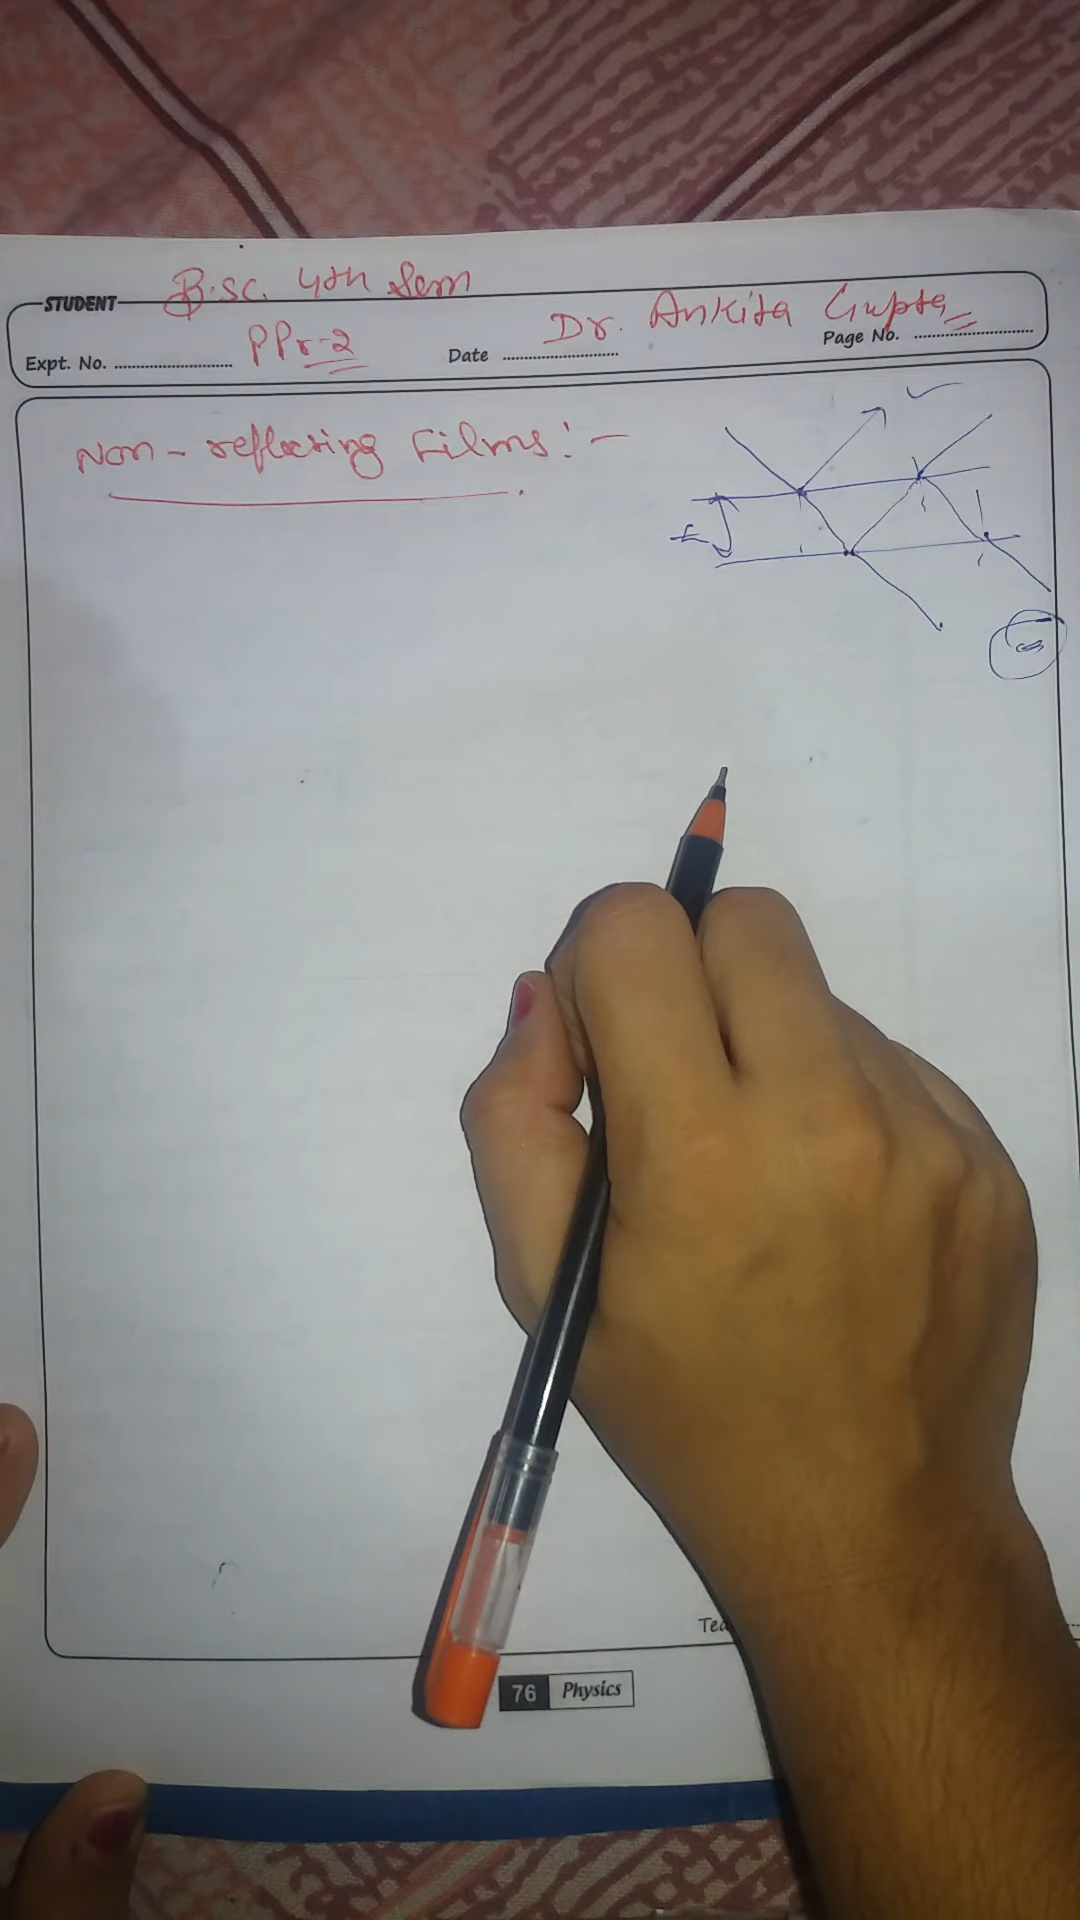 B.sc. 4th Sem
STUDENT
Dr. Ankita Gupta
Expt. No. ........................ PPr-2 Date ........................ Page No. ........................
Non-reflecting Films:-
t
76 Physics